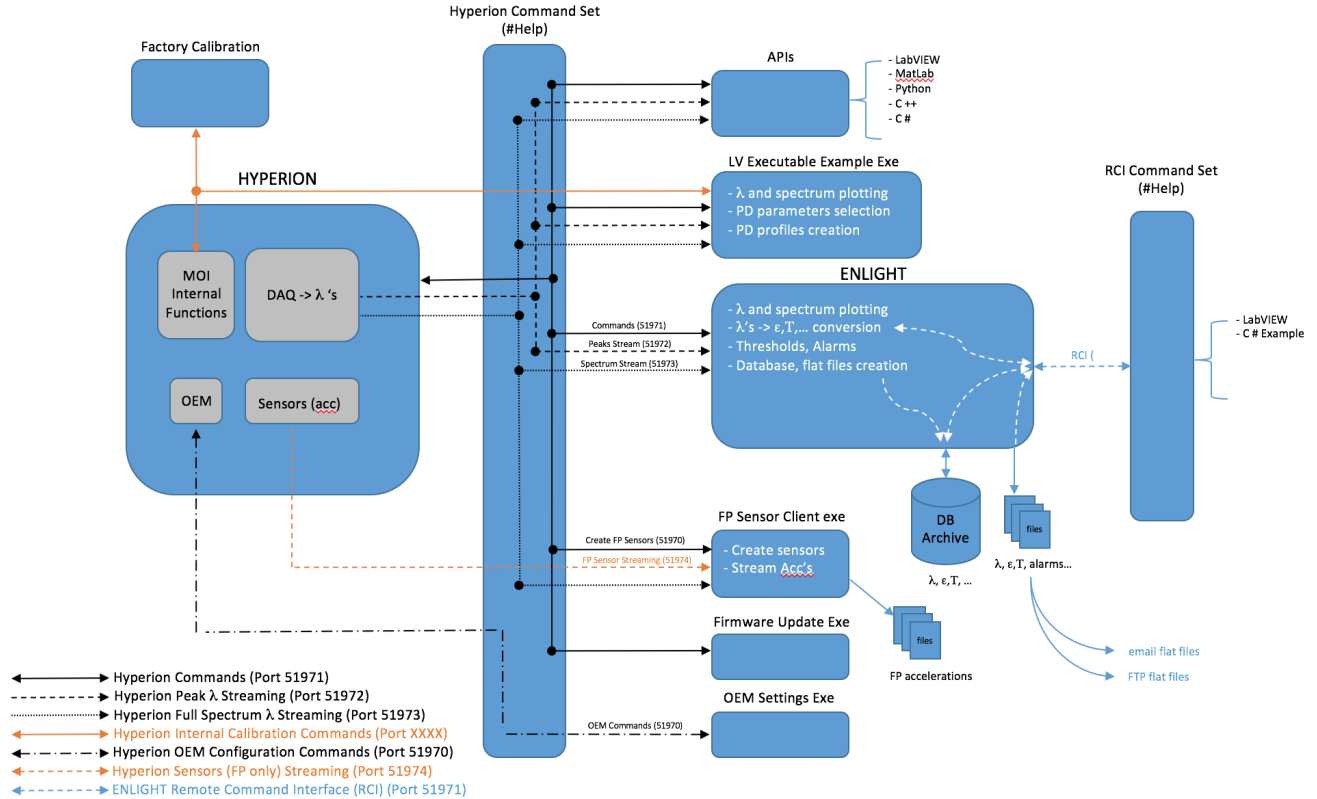 Hyperion Command Set
(#Help)
Factory Calibration
APIs
- LabVIEW
- MatLab
- Python
- C ++
- C #
LV Executable Example Exe
- λ and spectrum plotting
- PD parameters selection
- PD profiles creation
RCI Command Set
(#Help)
- LabVIEW
- C # Example
HYPERION
MOI
Internal
Functions
DAQ -> λ ‘s
OEM
Sensors (acc)
ENLIGHT
- λ and spectrum plotting
- λ’s -> ε,T,... conversion
- Thresholds, Alarms
- Database, flat files creation
Commands (51971)
Peaks Stream (51972)
Spectrum Stream (51973)
RCI (
DB
Archive
λ, ε,T, ...
files
λ, ε,T, alarms...
FP Sensor Client exe
- Create sensors
- Stream Acc’s
Create FP Sensors (51970)
FP Sensor Streaming (51974)
files
FP accelerations
email flat files
FTP flat files
Firmware Update Exe
OEM Settings Exe
OEM Commands (51970)
Hyperion Commands (Port 51971)
Hyperion Peak λ Streaming (Port 51972)
Hyperion Full Spectrum λ Streaming (Port 51973)
Hyperion Internal Calibration Commands (Port XXXX)
Hyperion OEM Configuration Commands (Port 51970)
Hyperion Sensors (FP only) Streaming (Port 51974)
ENLIGHT Remote Command Interface (RCI) (Port 51971)